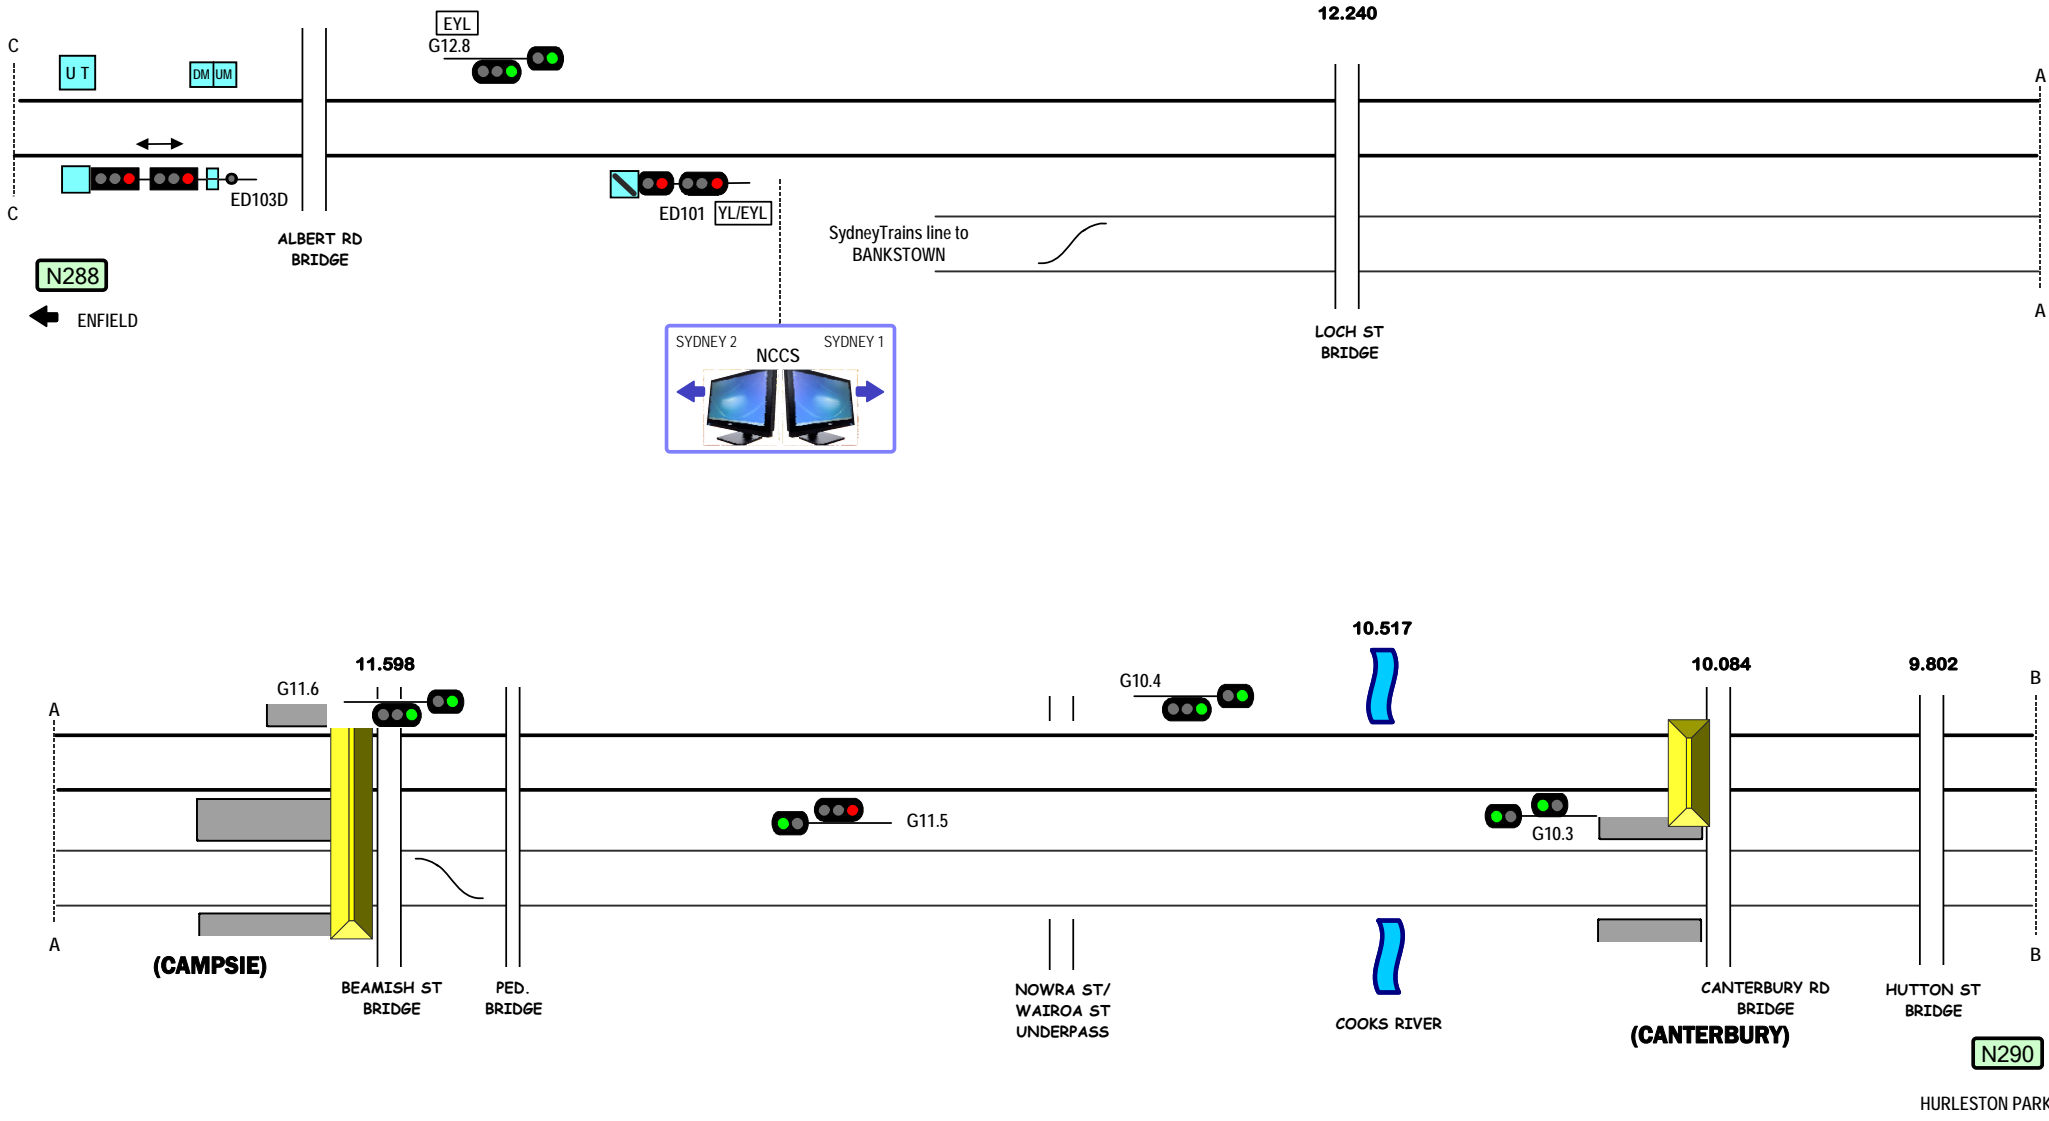 12.240
EYL
G12.8
C
U T
DM UM
A
ED103D
C
ED101 YL/EYL
ALBERT RD
BRIDGE
SydneyTrains line to
BANKSTOWN
N288
ENFIELD
A
LOCH ST
BRIDGE
SYDNEY 2
SYDNEY 1
NCCS
10.517
11.598
10.084
9.802
G11.6
G10.4
B
A
G11.5
G10.3
A
B
(CAMPSIE)
BEAMISH ST
BRIDGE
PED.
BRIDGE
NOWRA ST/
WAIROA ST
UNDERPASS
COOKS RIVER
CANTERBURY RD
BRIDGE
(CANTERBURY)
HUTTON ST
BRIDGE
N290
HURLESTON PARK